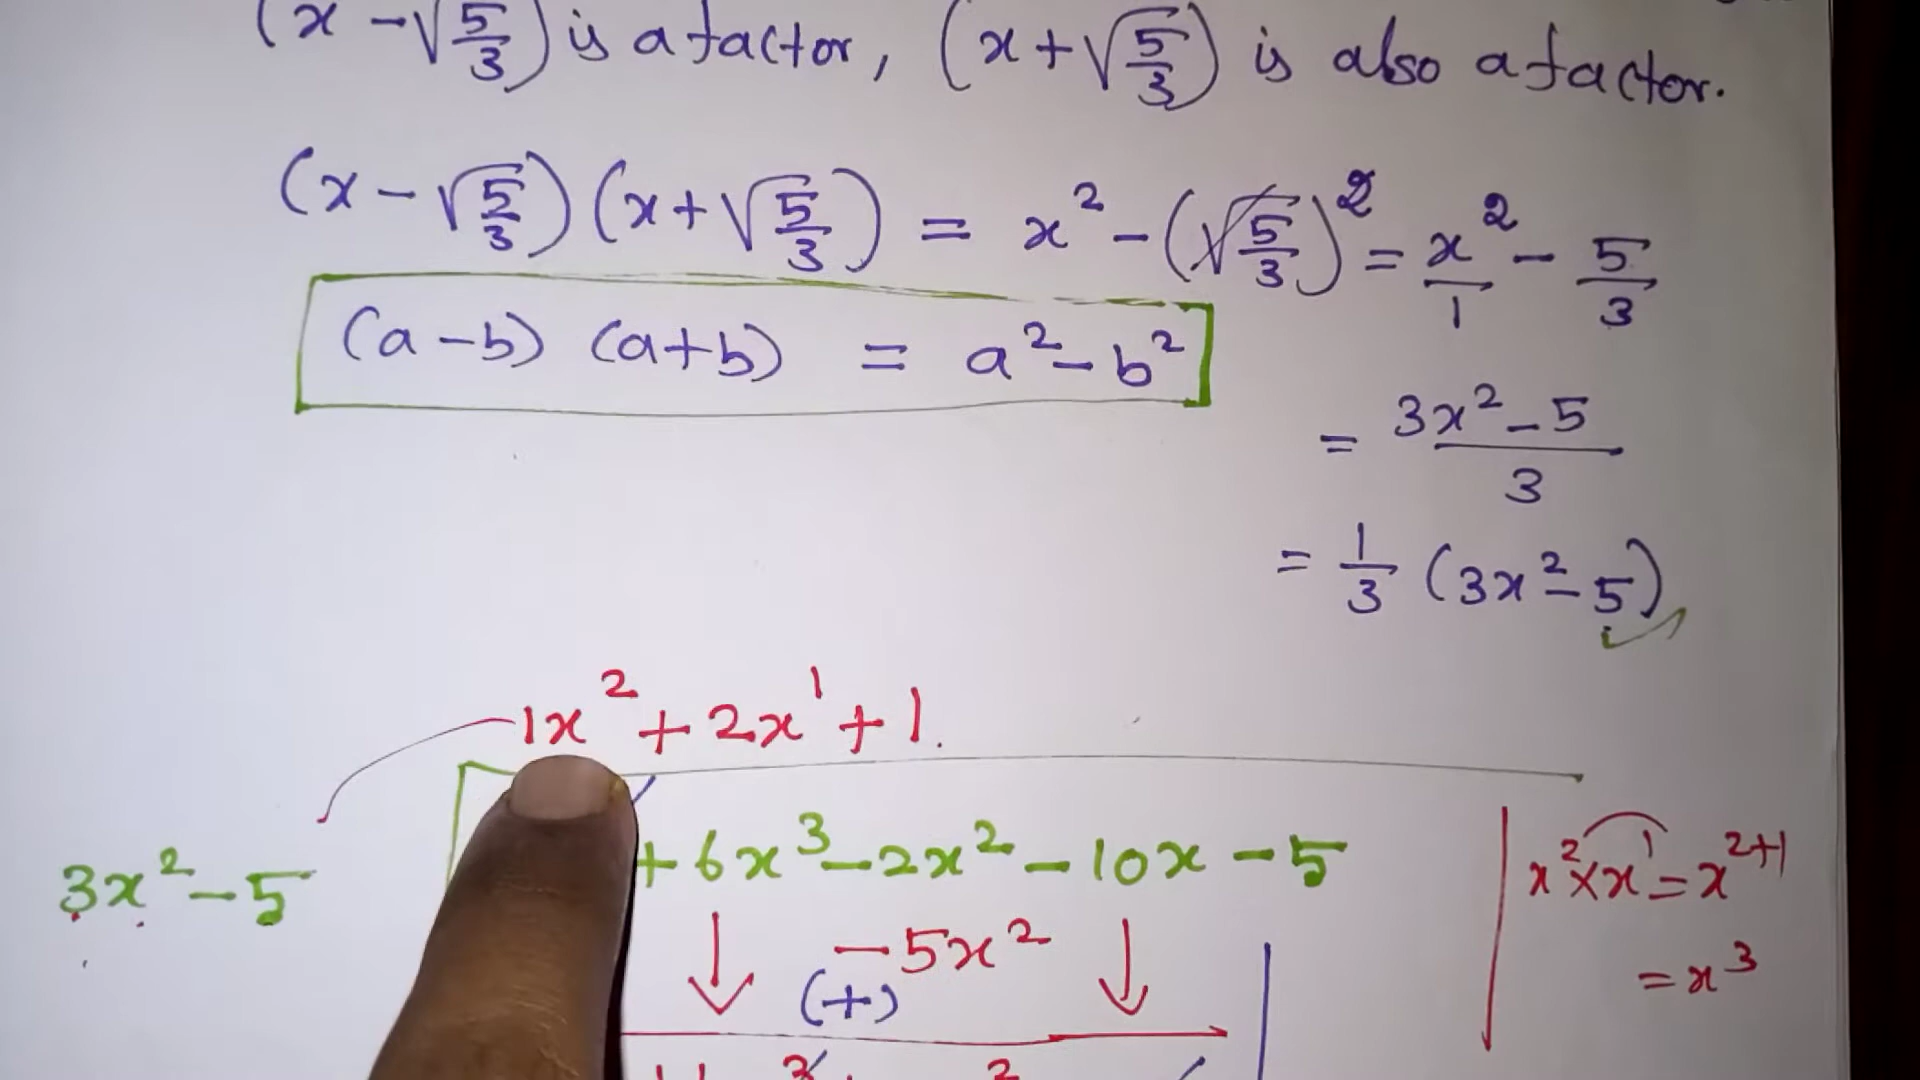 (x - √5/3) is a factor, (x + √5/3) is also a factor.
(x - √5/3) (x + √5/3) = x² - (√5/3)² = x²/1 - 5/3
(a - b) (a + b) = a² - b²
= 3x² - 5 / 3
= 1/3 (3x² - 5)
1x² + 2x¹ + 1
3x² - 5
+ 6x³ - 2x² - 10x - 5
x² × x¹ = x²⁺¹
- 5x²
(+)
= x³